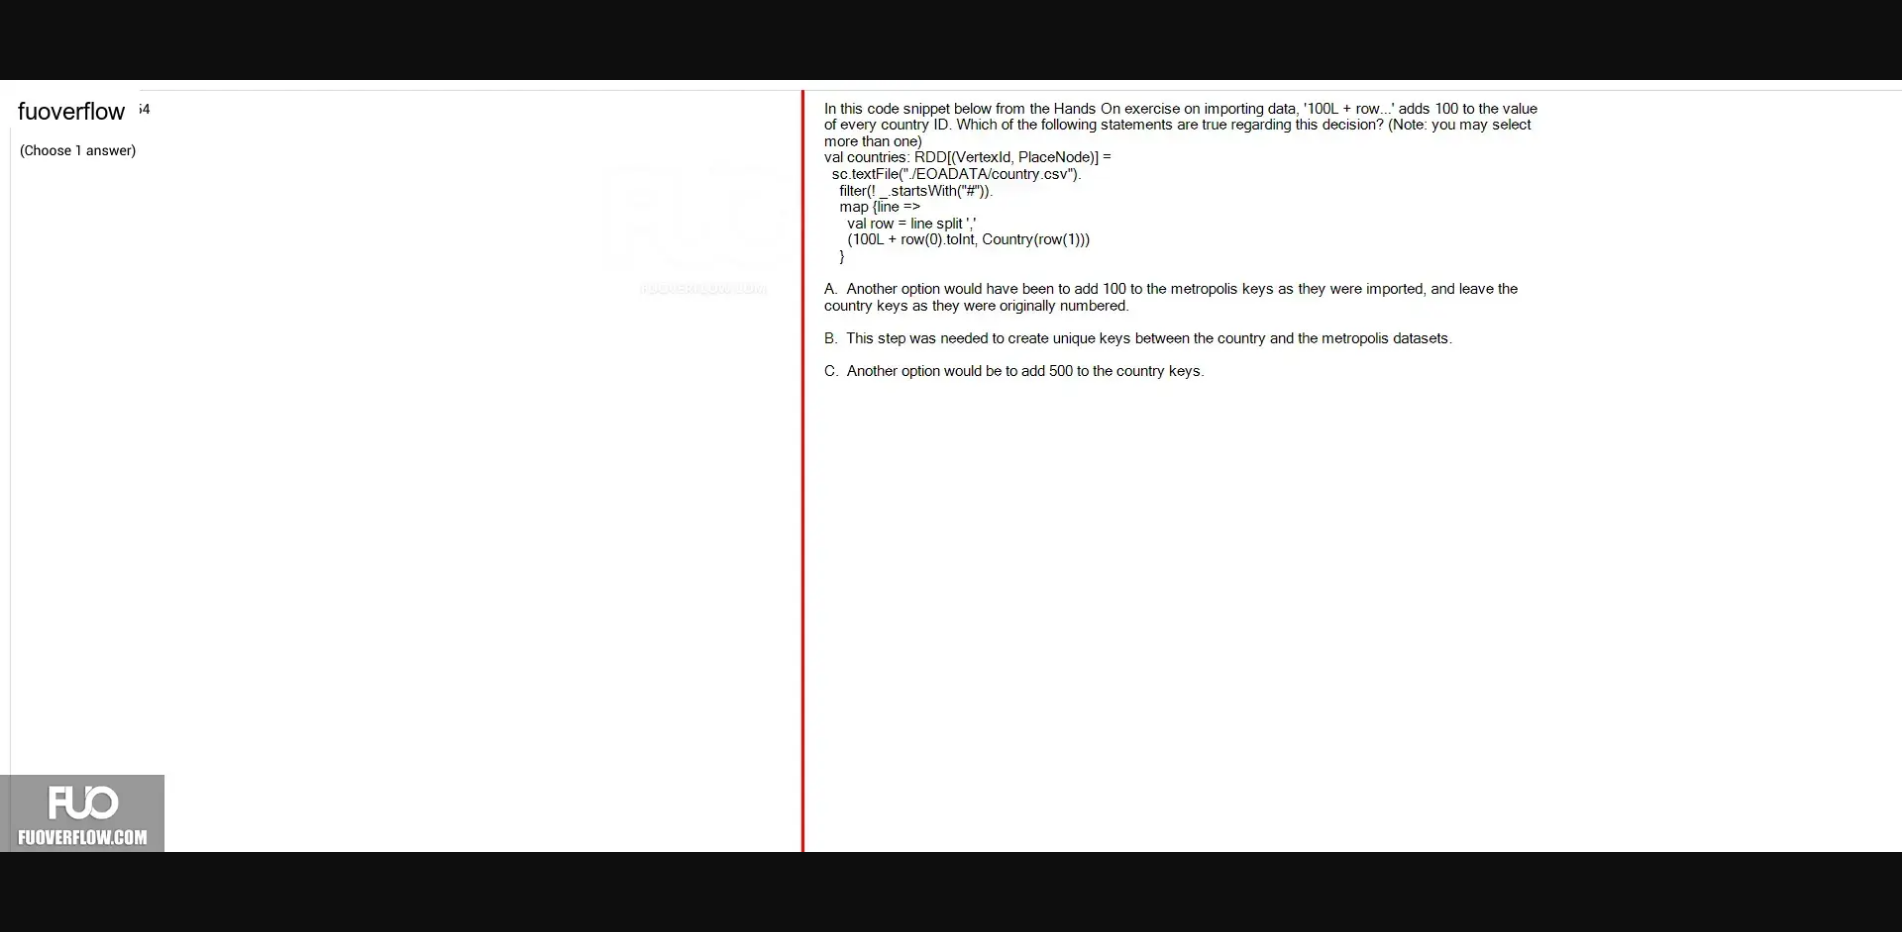 fuoverflow 54
(Choose 1 answer)
In this code snippet below from the Hands On exercise on importing data, '100L + row...' adds 100 to the value
of every country ID. Which of the following statements are true regarding this decision? (Note: you may select
more than one)
val countries: RDD[(VertexId, PlaceNode)] =
sc.textFile("./EOADATA/country.csv").
filter(! _.startsWith("#")).
map {line =>
val row = line split ','
(100L + row(0).toInt, Country(row(1)))
}
A. Another option would have been to add 100 to the metropolis keys as they were imported, and leave the
country keys as they were originally numbered.
B. This step was needed to create unique keys between the country and the metropolis datasets.
C. Another option would be to add 500 to the country keys.
FUOVERFLOW.COM
FUO
FUOVERFLOW.COM